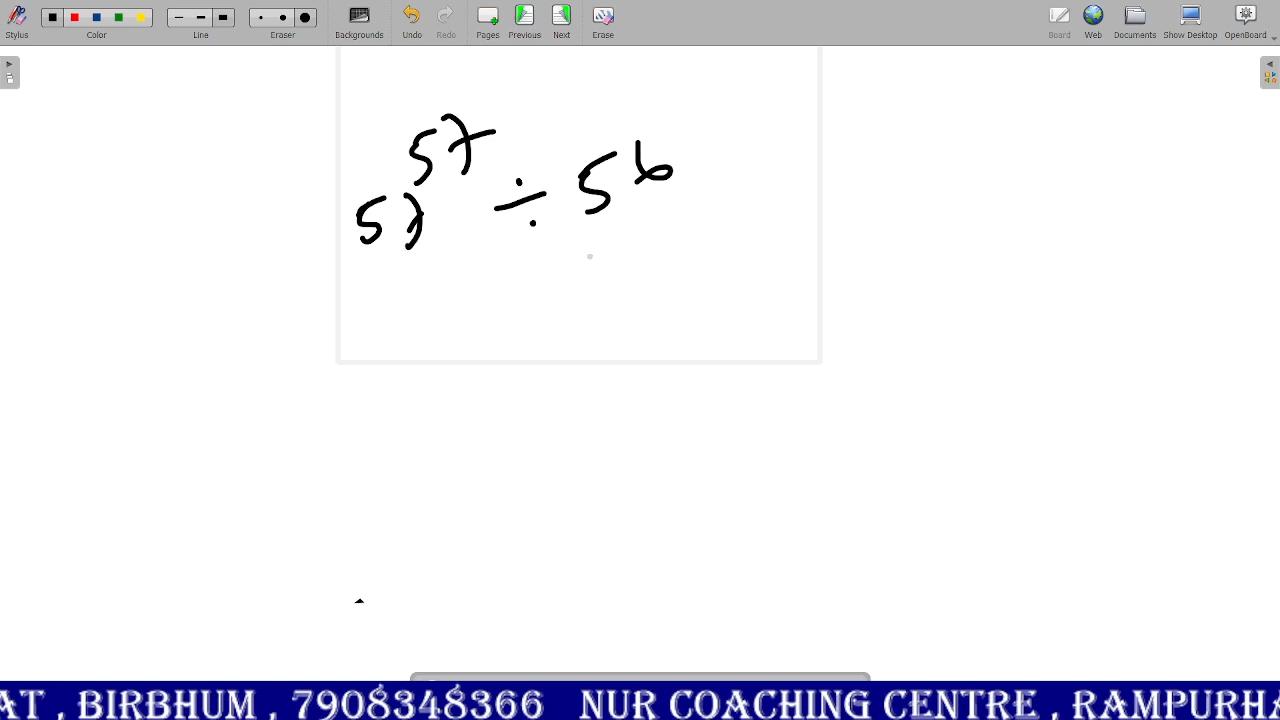 Stylus Color Line Eraser Backgrounds Undo Redo Pages Previous Next Erase Board Web Documents Show Desktop OpenBoard
5⁷ ÷ 5⁶
57
AT , BIRBHUM , 7908348366 NUR COACHING CENTRE , RAMPURHA